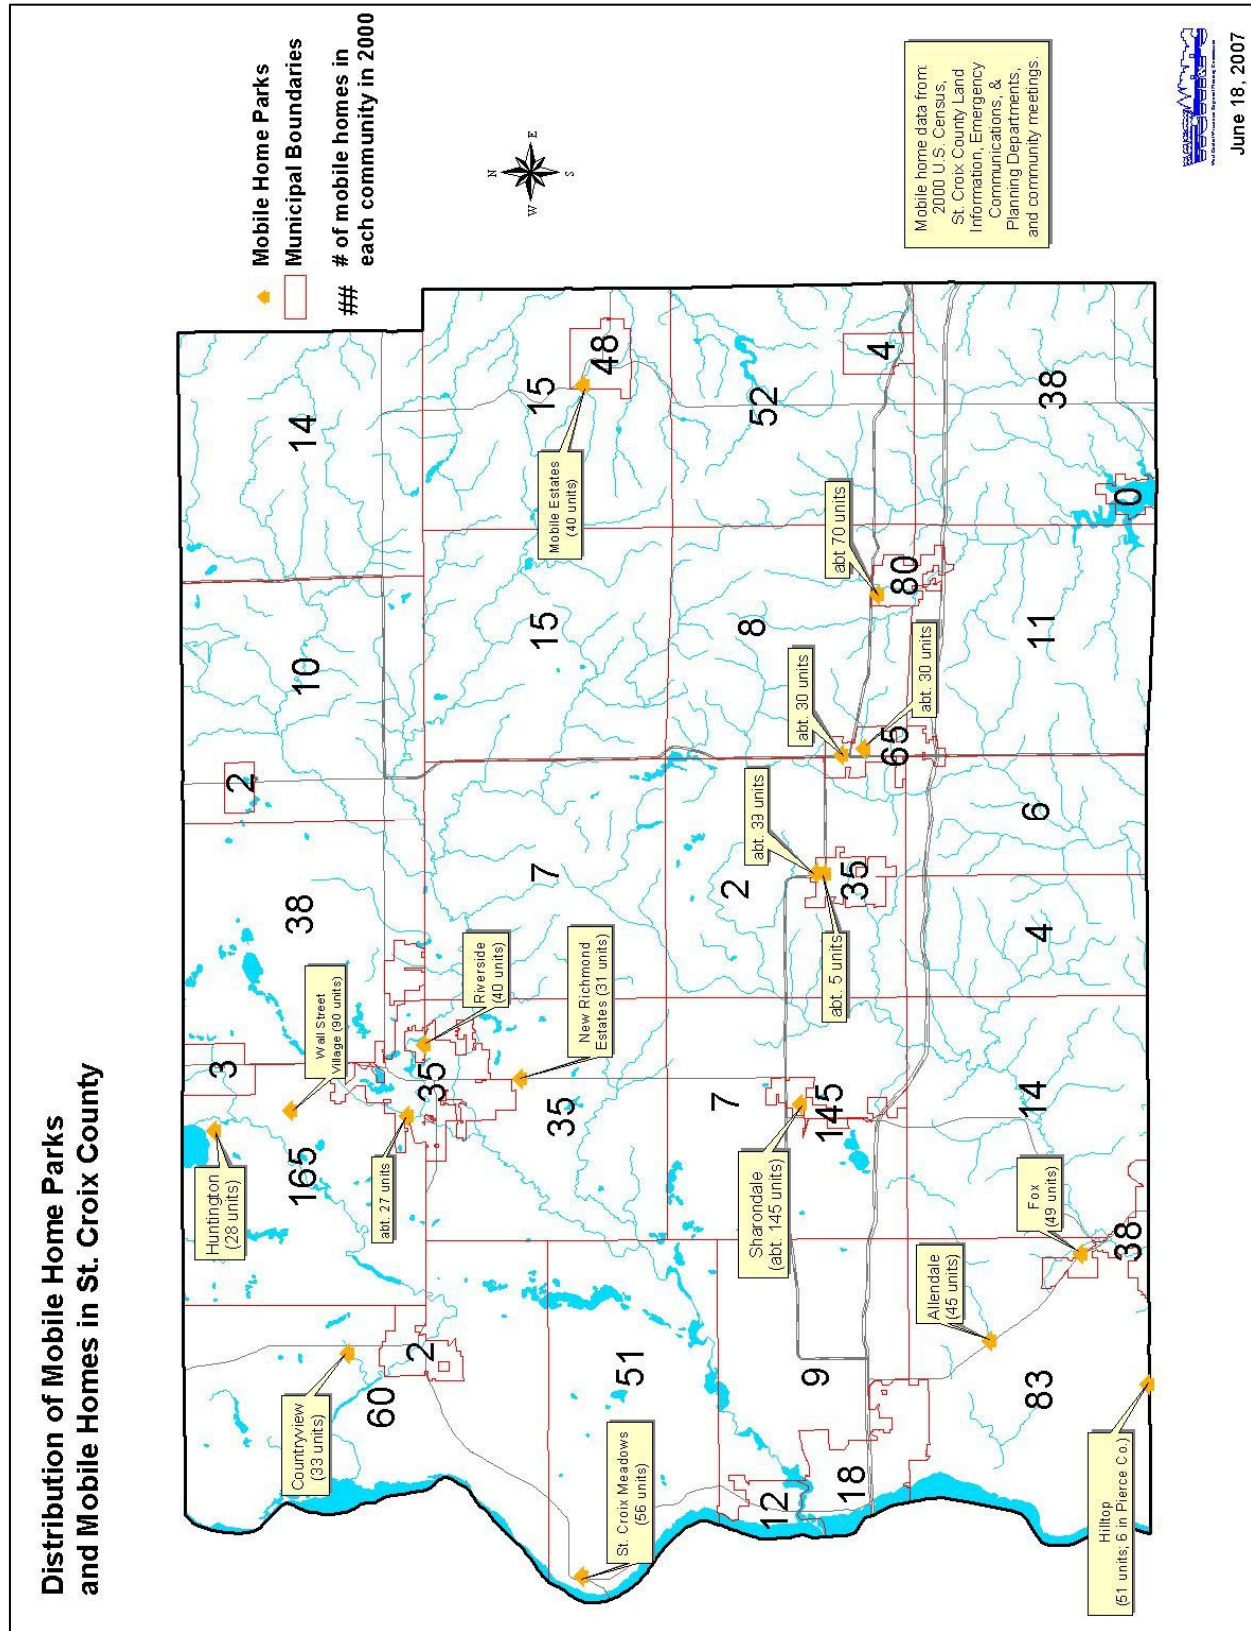 Distribution of Mobile Home Parks
and Mobile Homes in St. Croix County
Mobile Home Parks
Municipal Boundaries
##
# of mobile homes in
each community in 2000
N
W
E
S
Mobile home data from:
2000 U.S. Census,
St. Croix County Land
Information, Emergency
Communications, &
Planning Departments,
and community meetings.
June 18, 2007
Huntington
(28 units)
3
2
14
Wall Street
Village (90 units)
165
38
10
Countryview
(33 units)
60
2
abt. 27 units
35
Riverside
(40 units)
New Richmond
Estates (31 units)
35
7
15
15
Mobile Estates
(40 units)
48
St. Croix Meadows
(56 units)
51
7
2
8
52
Sharondale
(abt. 145 units)
145
abt. 39 units
35
abt. 5 units
abt. 30 units
abt. 30 units
65
abt 70 units
80
4
12
18
9
Allendale
(45 units)
83
Fox
(49 units)
38
14
4
6
11
38
0
Hilltop
(51 units; 6 in Pierce Co.)